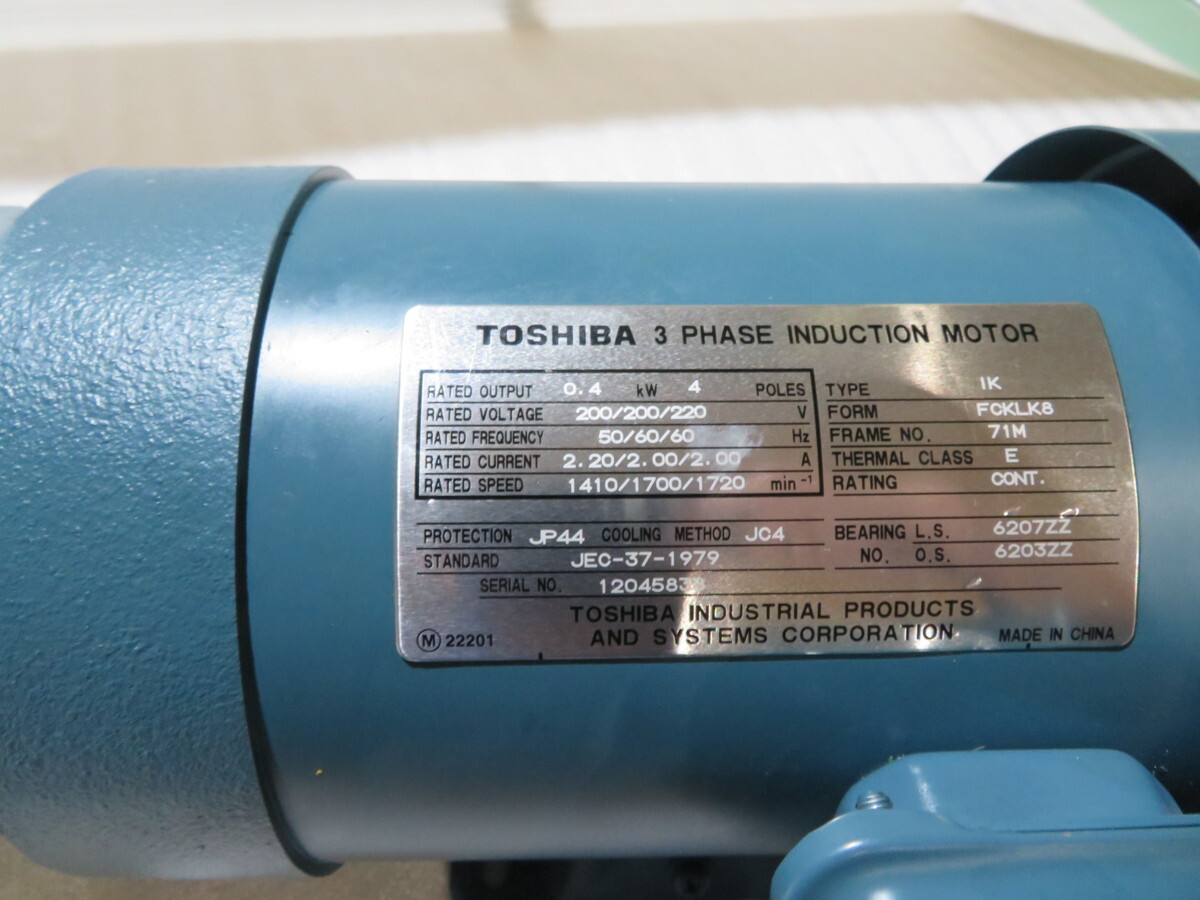 TOSHIBA 3 PHASE INDUCTION MOTOR
RATED OUTPUT 0.4 kW 4 POLES
RATED VOLTAGE 200/200/220 V
RATED FREQUENCY 50/60/60 Hz
RATED CURRENT 2.20/2.00/2.00 A
RATED SPEED 1410/1700/1720 min⁻¹
TYPE IK
FORM FCKLK8
FRAME NO. 71M
THERMAL CLASS E
RATING CONT.
PROTECTION JP44 COOLING METHOD JC4
STANDARD JEC-37-1979
SERIAL NO.
BEARING L.S. 6207ZZ
NO. O.S. 6203ZZ
TOSHIBA INDUSTRIAL PRODUCTS
AND SYSTEMS CORPORATION
Ⓜ 22201
MADE IN CHINA